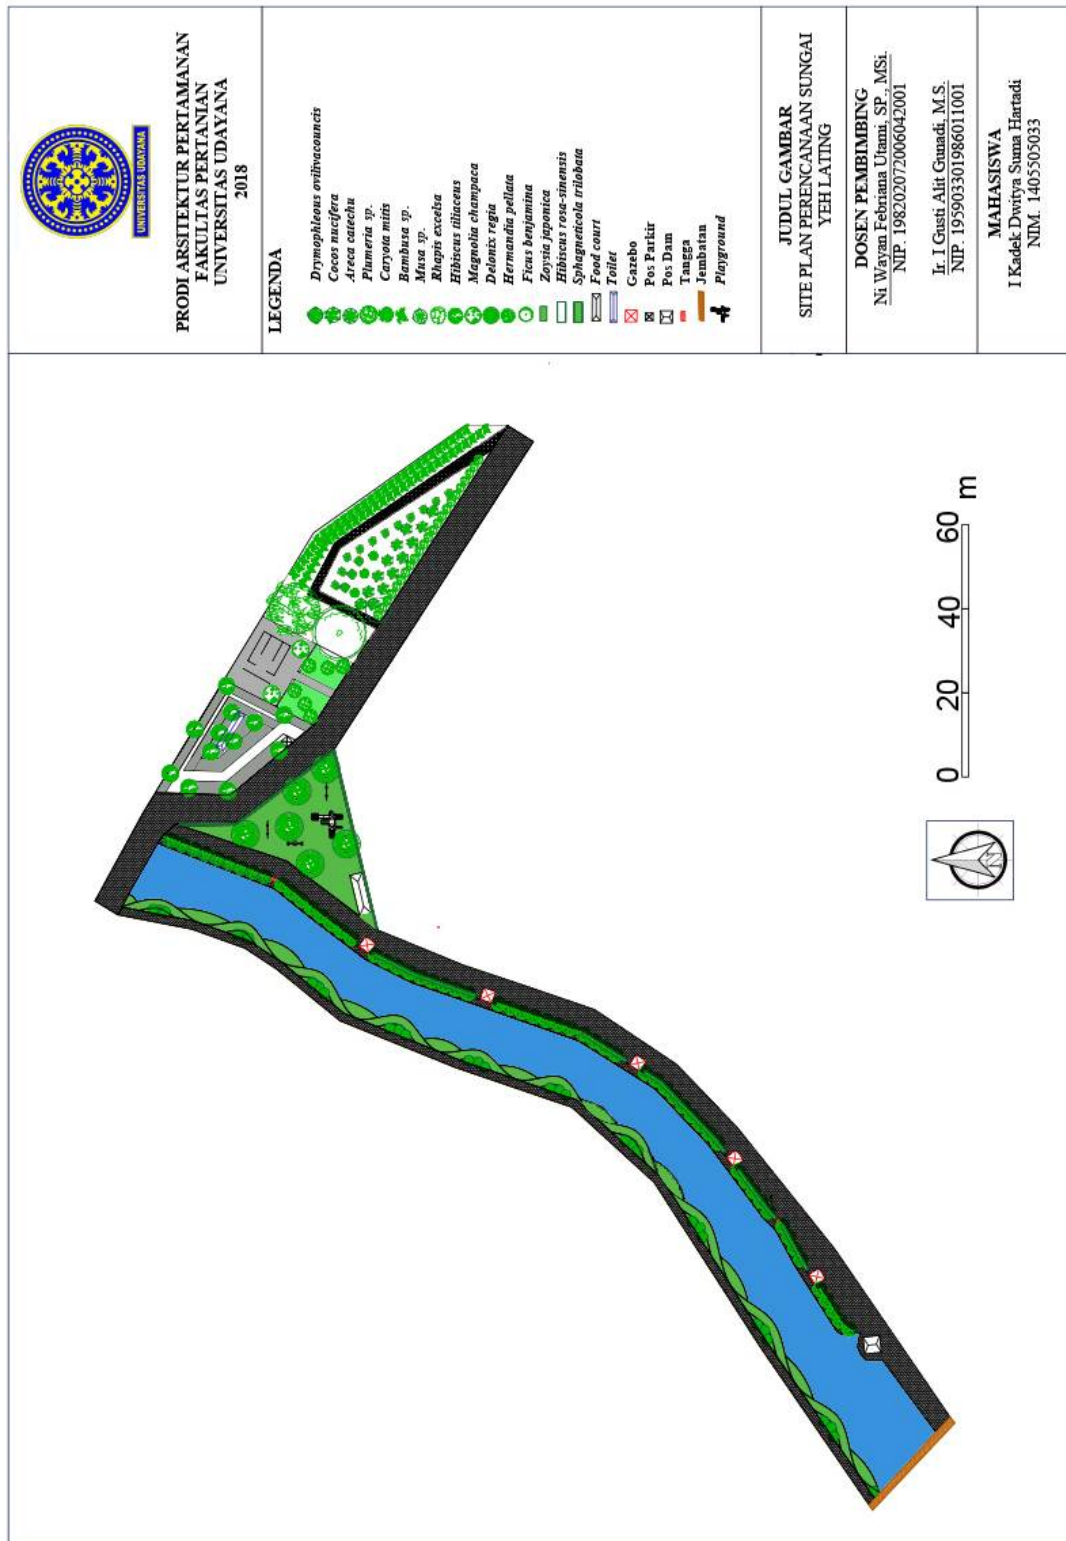 UNIVERSITAS UDAYANA
PRODI ARSITEKTUR PERTAMANAN
FAKULTAS PERTANIAN
UNIVERSITAS UDAYANA
2018
LEGENDA
Drymophleous ovilivacouncis
Cocos nucifera
Areca catechu
Plumeria sp.
Caryota mitis
Bambusa sp.
Musa sp.
Rhapis excelsa
Hibiscus tiliaceus
Magnolia champaca
Delonix regia
Hernandia peltata
Ficus benjamina
Zoysia japonica
Hibiscus rosa-sinensis
Sphagneticola trilobata
Food court
Toilet
Gazebo
Pos Parkir
Pos Dam
Tangga
Jembatan
Playground
JUDUL GAMBAR
SITE PLAN PERENCANAAN SUNGAI
YEH LATING
DOSEN PEMBIMBING
Ni Wayan Febriana Utami, SP., MSi.
NIP. 198202072006042001
Ir. I Gusti Alit Gunadi, M.S.
NIP. 195903301986011001
MAHASISWA
I Kadek Dwitya Suma Hartadi
NIM. 1405505033
0 20 40 60 m
N